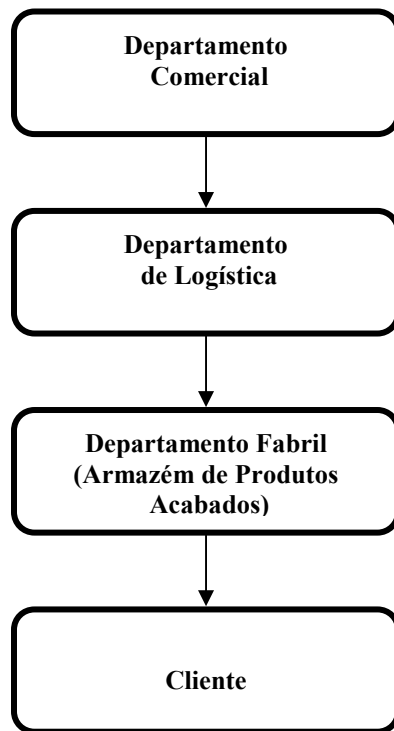 Departamento
Comercial
Departamento
de Logística
Departamento Fabril
(Armazém de Produtos
Acabados)
Cliente